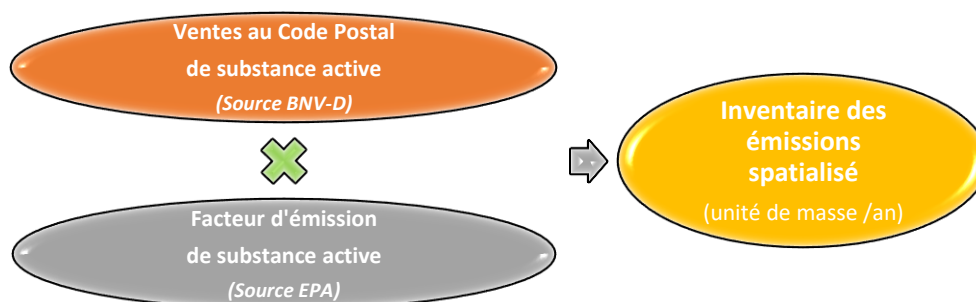 Ventes au Code Postal
de substance active
(Source BNV-D)
Facteur d'émission
de substance active
(Source EPA)
Inventaire des
émissions
spatialisé
(unité de masse /an)